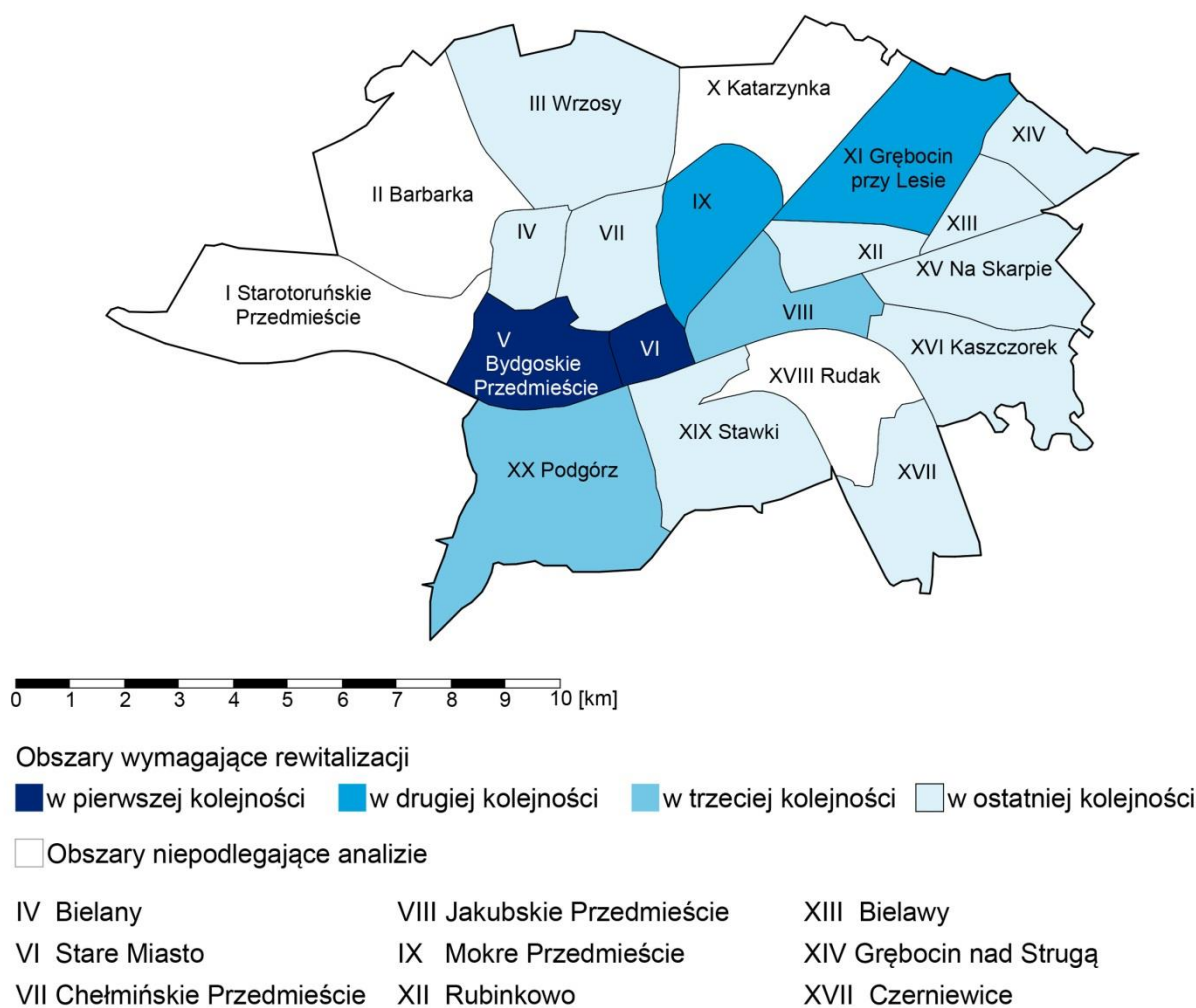 X Katarzynka
III Wrzosy
XIV
XI Grębocin
przy Lesie
II Barbarka
IX
IV
VII
XIII
XII
XV Na Skarpie
I Starotoruńskie
Przedmieście
VIII
V
Bydgoskie
Przedmieście
VI
XVI Kaszczorek
XVIII Rudak
XIX Stawki
XX Podgórz
XVII
0 1 2 3 4 5 6 7 8 9 10 [km]
Obszary wymagające rewitalizacji
w pierwszej kolejności w drugiej kolejności w trzeciej kolejności w ostatniej kolejności
Obszary niepodlegające analizie
IV Bielany VIII Jakubskie Przedmieście XIII Bielawy
VI Stare Miasto IX Mokre Przedmieście XIV Grębocin nad Strugą
VII Chełmińskie Przedmieście XII Rubinkowo XVII Czerniewice